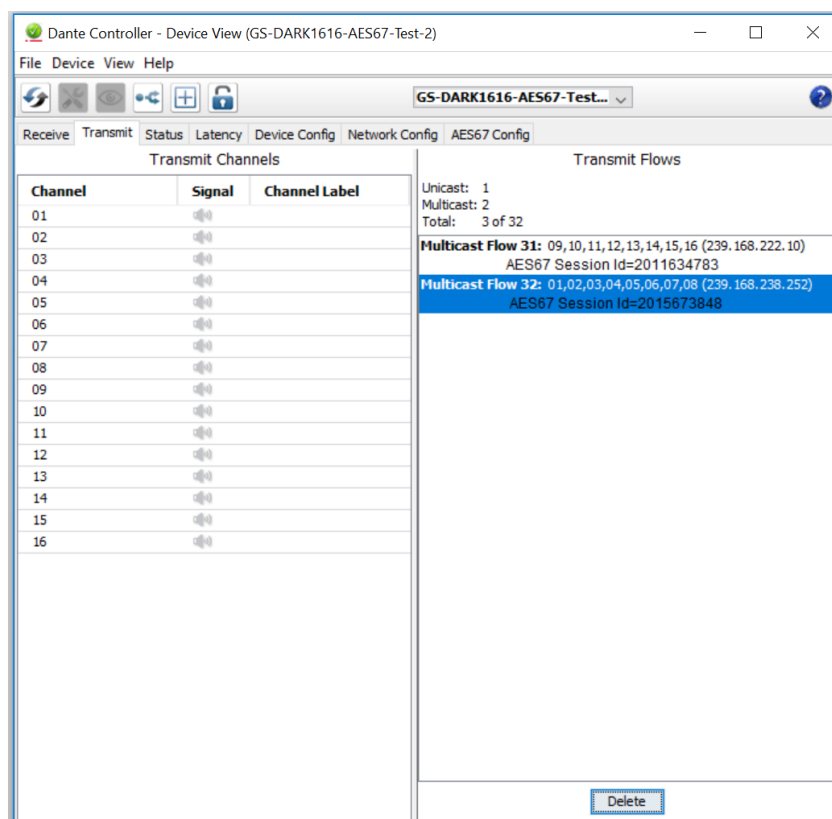 Dante Controller - Device View (GS-DARK1616-AES67-Test-2)
File Device View Help
GS-DARK1616-AES67-Test...
?
Receive Transmit Status Latency Device Config Network Config AES67 Config
Transmit Channels
Channel Signal Channel Label
01
02
03
04
05
06
07
08
09
10
11
12
13
14
15
16
Transmit Flows
Unicast: 1
Multicast: 2
Total: 3 of 32
Multicast Flow 31: 09,10,11,12,13,14,15,16 (239.168.222.10)
AES67 Session Id=2011634783
Multicast Flow 32: 01,02,03,04,05,06,07,08 (239.168.238.252)
AES67 Session Id=2015673848
Delete